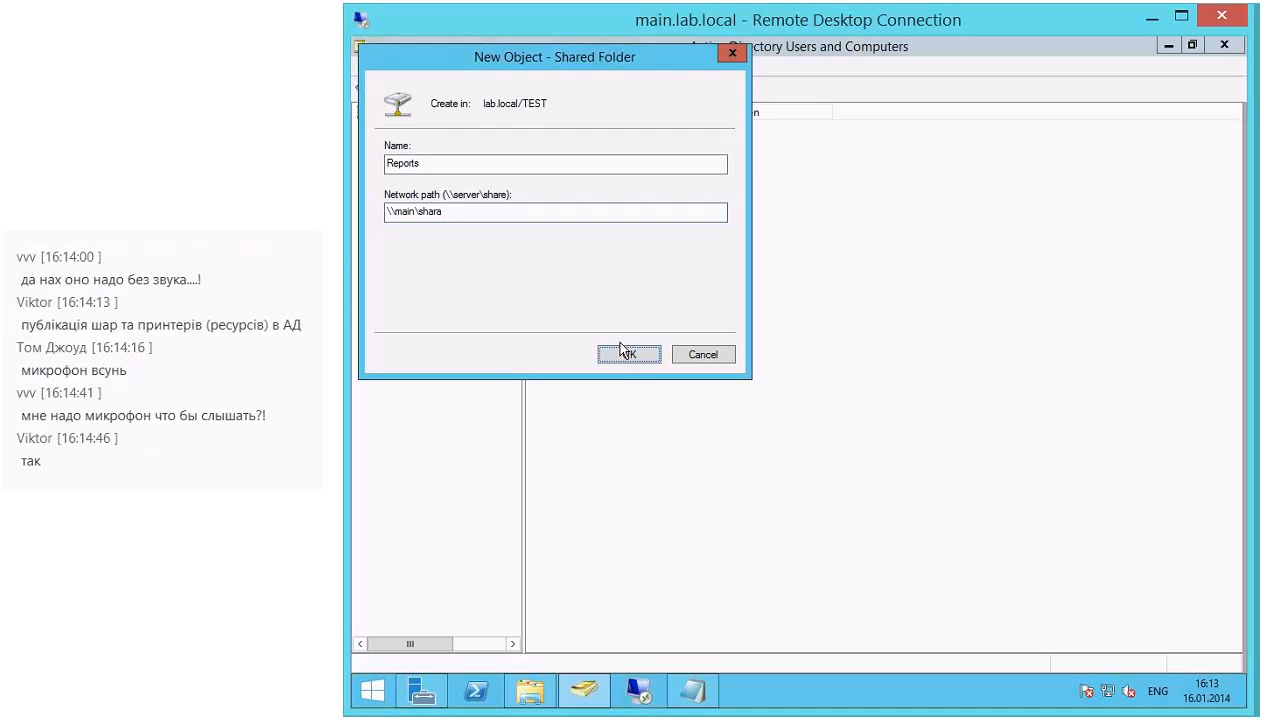 main.lab.local - Remote Desktop Connection
New Object - Shared Folder
Directory Users and Computers
Create in: lab.local/TEST
Name:
Reports
Network path (\\server\share):
\\main\shara
Cancel
vvv [16:14:00 ]
да нах оно надо без звука....!
Viktor [16:14:13 ]
публікація шар та принтерів (ресурсів) в АД
Том Джоуд [16:14:16 ]
микрофон всунь
vvv [16:14:41 ]
мне надо микрофон что бы слышать?!
Viktor [16:14:46 ]
так
ENG
16:13
16.01.2014